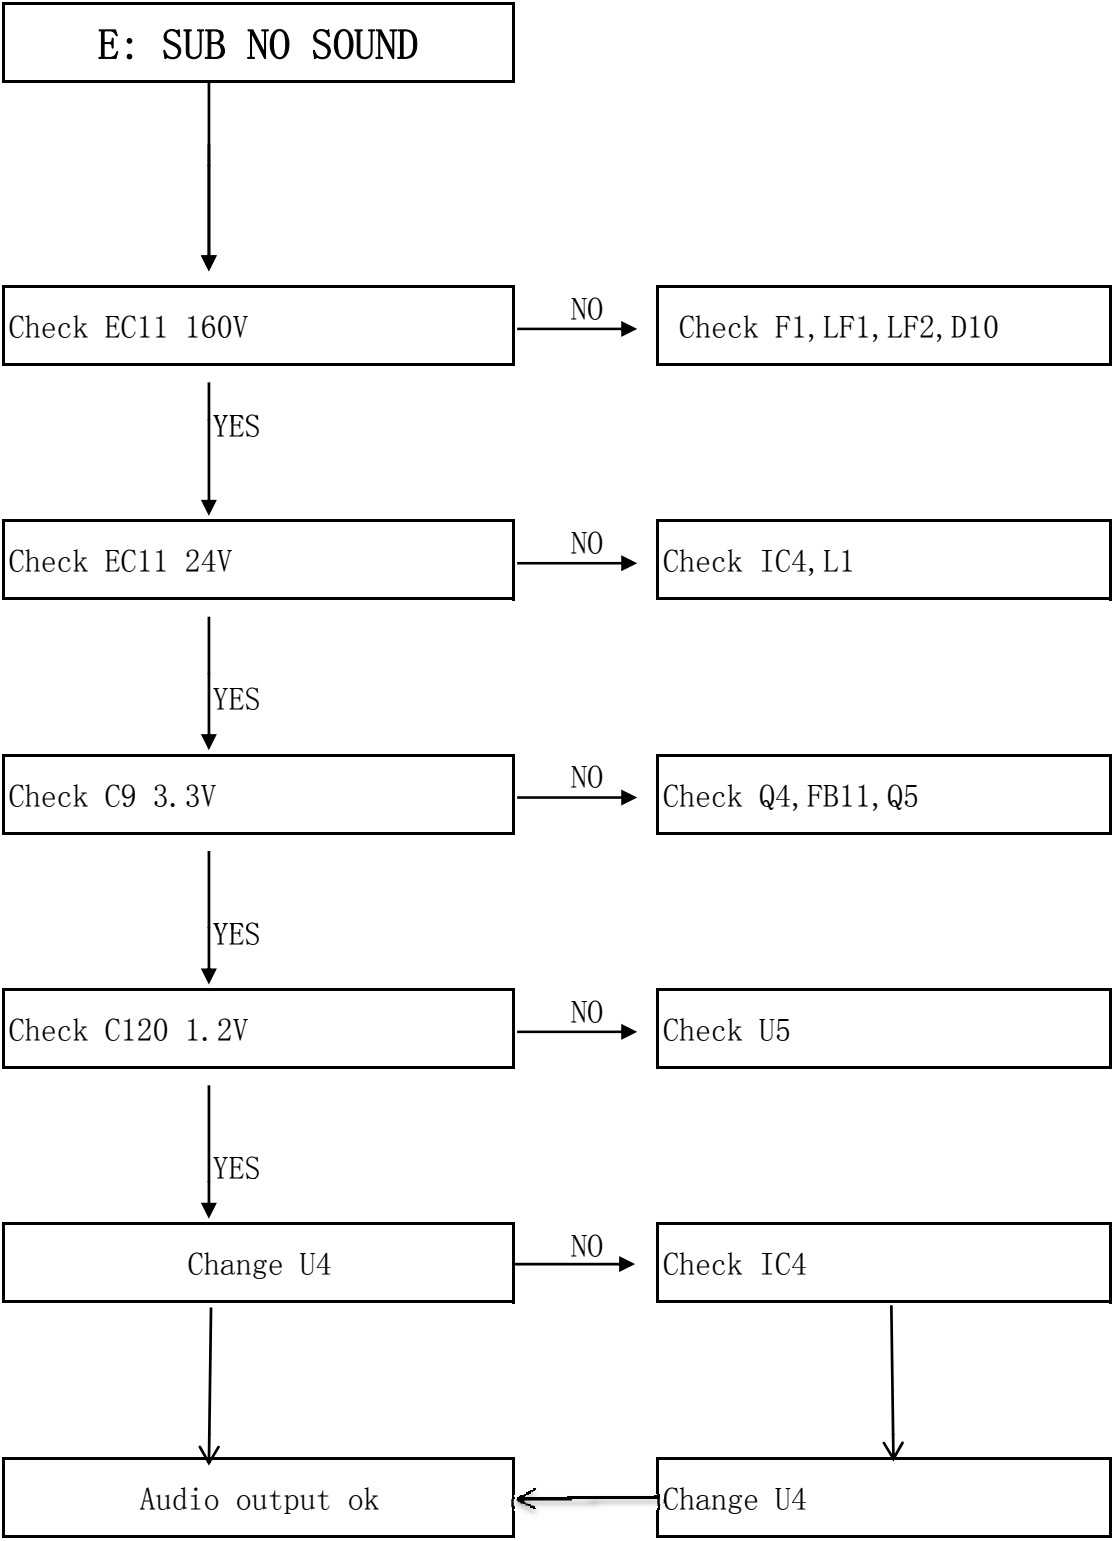 E: SUB NO SOUND
Check EC11 160V
NO
Check F1,LF1,LF2,D10
YES
Check EC11 24V
NO
Check IC4,L1
YES
Check C9 3.3V
NO
Check Q4,FB11,Q5
YES
Check C120 1.2V
NO
Check U5
YES
Change U4
NO
Check IC4
Audio output ok
Change U4